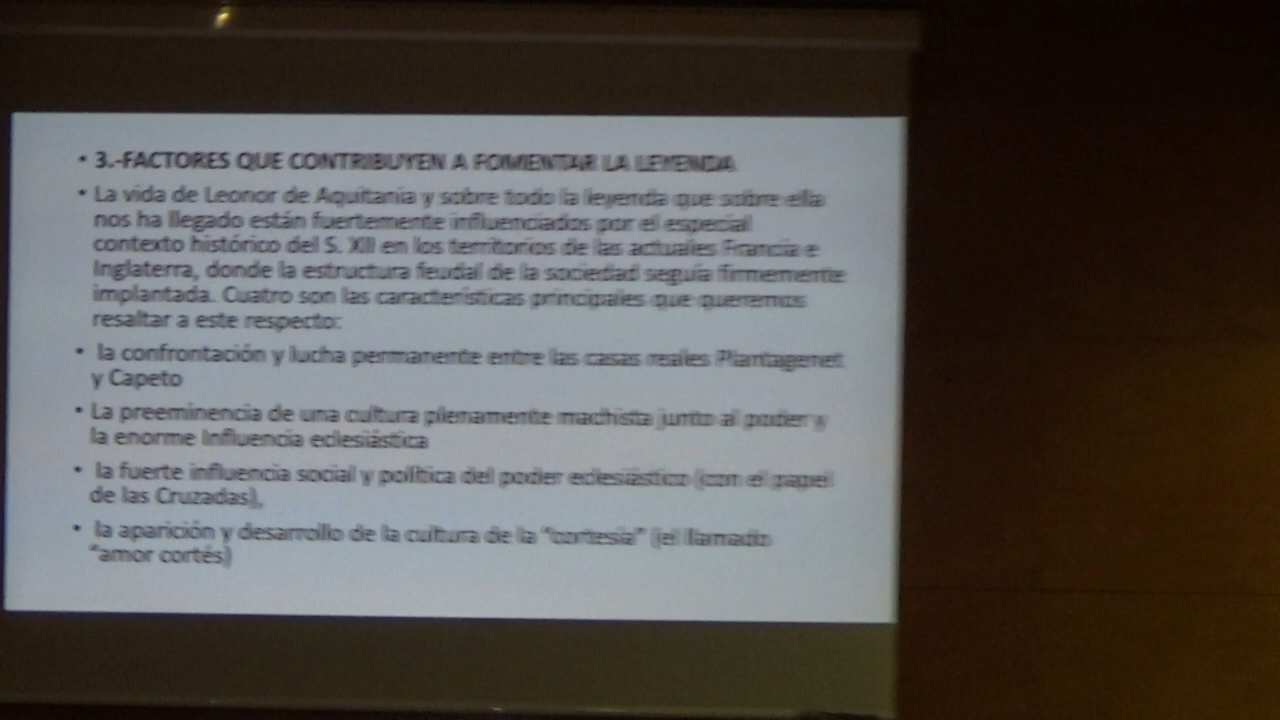 • 3.-FACTORES QUE CONTRIBUYEN A FOMENTAR LA LEYENDA
• La vida de Leonor de Aquitania y sobre todo la leyenda que sobre ella
nos ha llegado están fuertemente influenciados por el especial
contexto histórico del S. XII en los territorios de las actuales Francia e
Inglaterra, donde la estructura feudal de la sociedad seguía firmemente
implantada. Cuatro son las características principales que queremos
resaltar a este respecto:
• la confrontación y lucha permanente entre las casas reales Plantagenet
y Capeto
• La preeminencia de una cultura plenamente machista junto al poder y
la enorme Influencia eclesiástica
• la fuerte influencia social y política del poder eclesiástico (con el papel
de las Cruzadas),
• la aparición y desarrollo de la cultura de la "cortesía" (el llamado
"amor cortés)